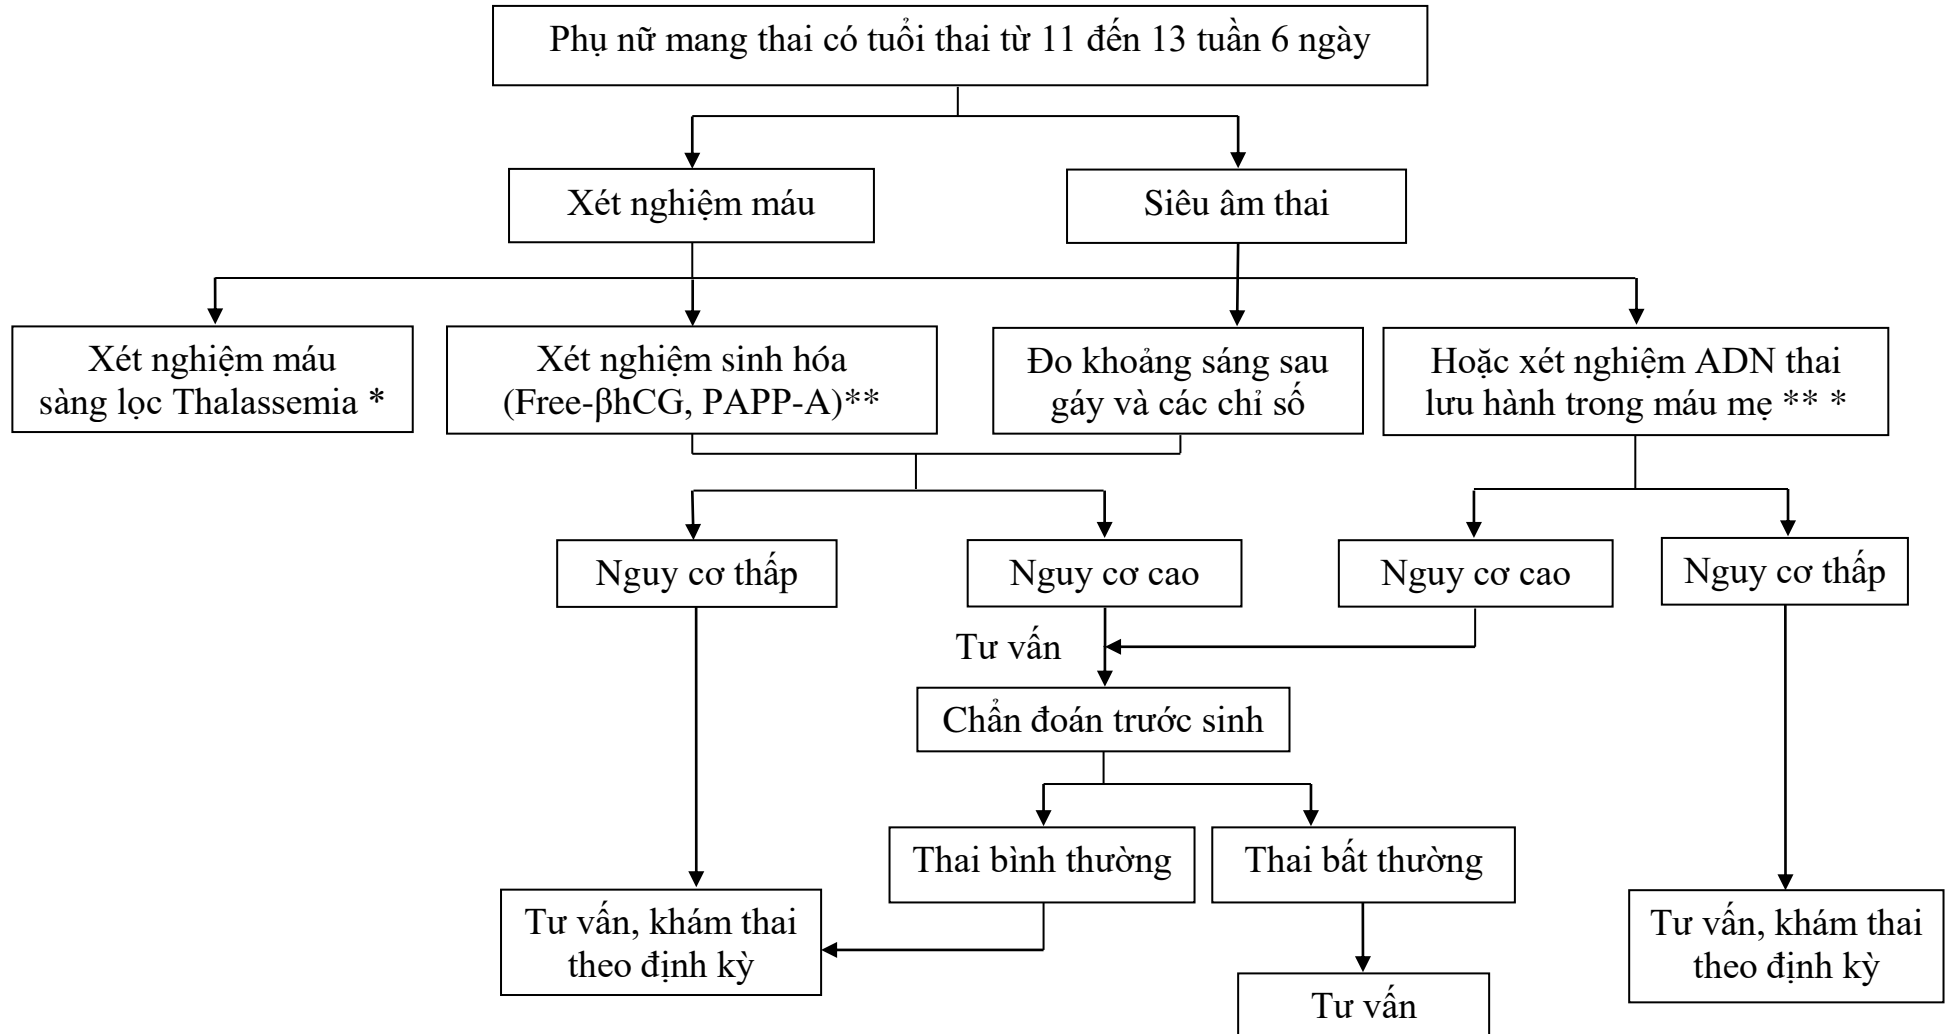 Phụ nữ mang thai có tuổi thai từ 11 đến 13 tuần 6 ngày
Xét nghiệm máu
Siêu âm thai
Xét nghiệm máu
sàng lọc Thalassemia *
Xét nghiệm sinh hóa
(Free-βhCG, PAPP-A)**
Đo khoảng sáng sau
gáy và các chỉ số
Hoặc xét nghiệm ADN thai
lưu hành trong máu mẹ ** *
Nguy cơ thấp
Nguy cơ cao
Nguy cơ cao
Nguy cơ thấp
Tư vấn
Chẩn đoán trước sinh
Thai bình thường
Thai bất thường
Tư vấn, khám thai
theo định kỳ
Tư vấn, khám thai
theo định kỳ
Tư vấn